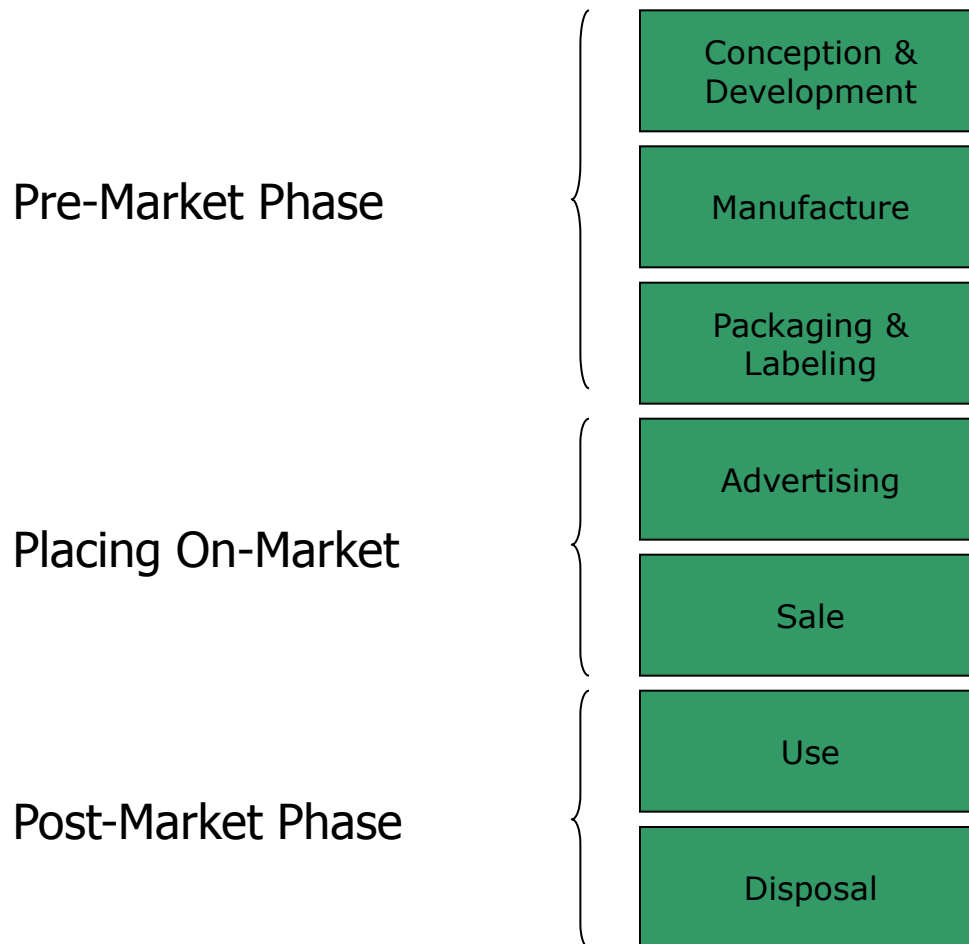 Pre-Market Phase
Conception &
Development
Manufacture
Packaging &
Labeling
Placing On-Market
Advertising
Sale
Post-Market Phase
Use
Disposal